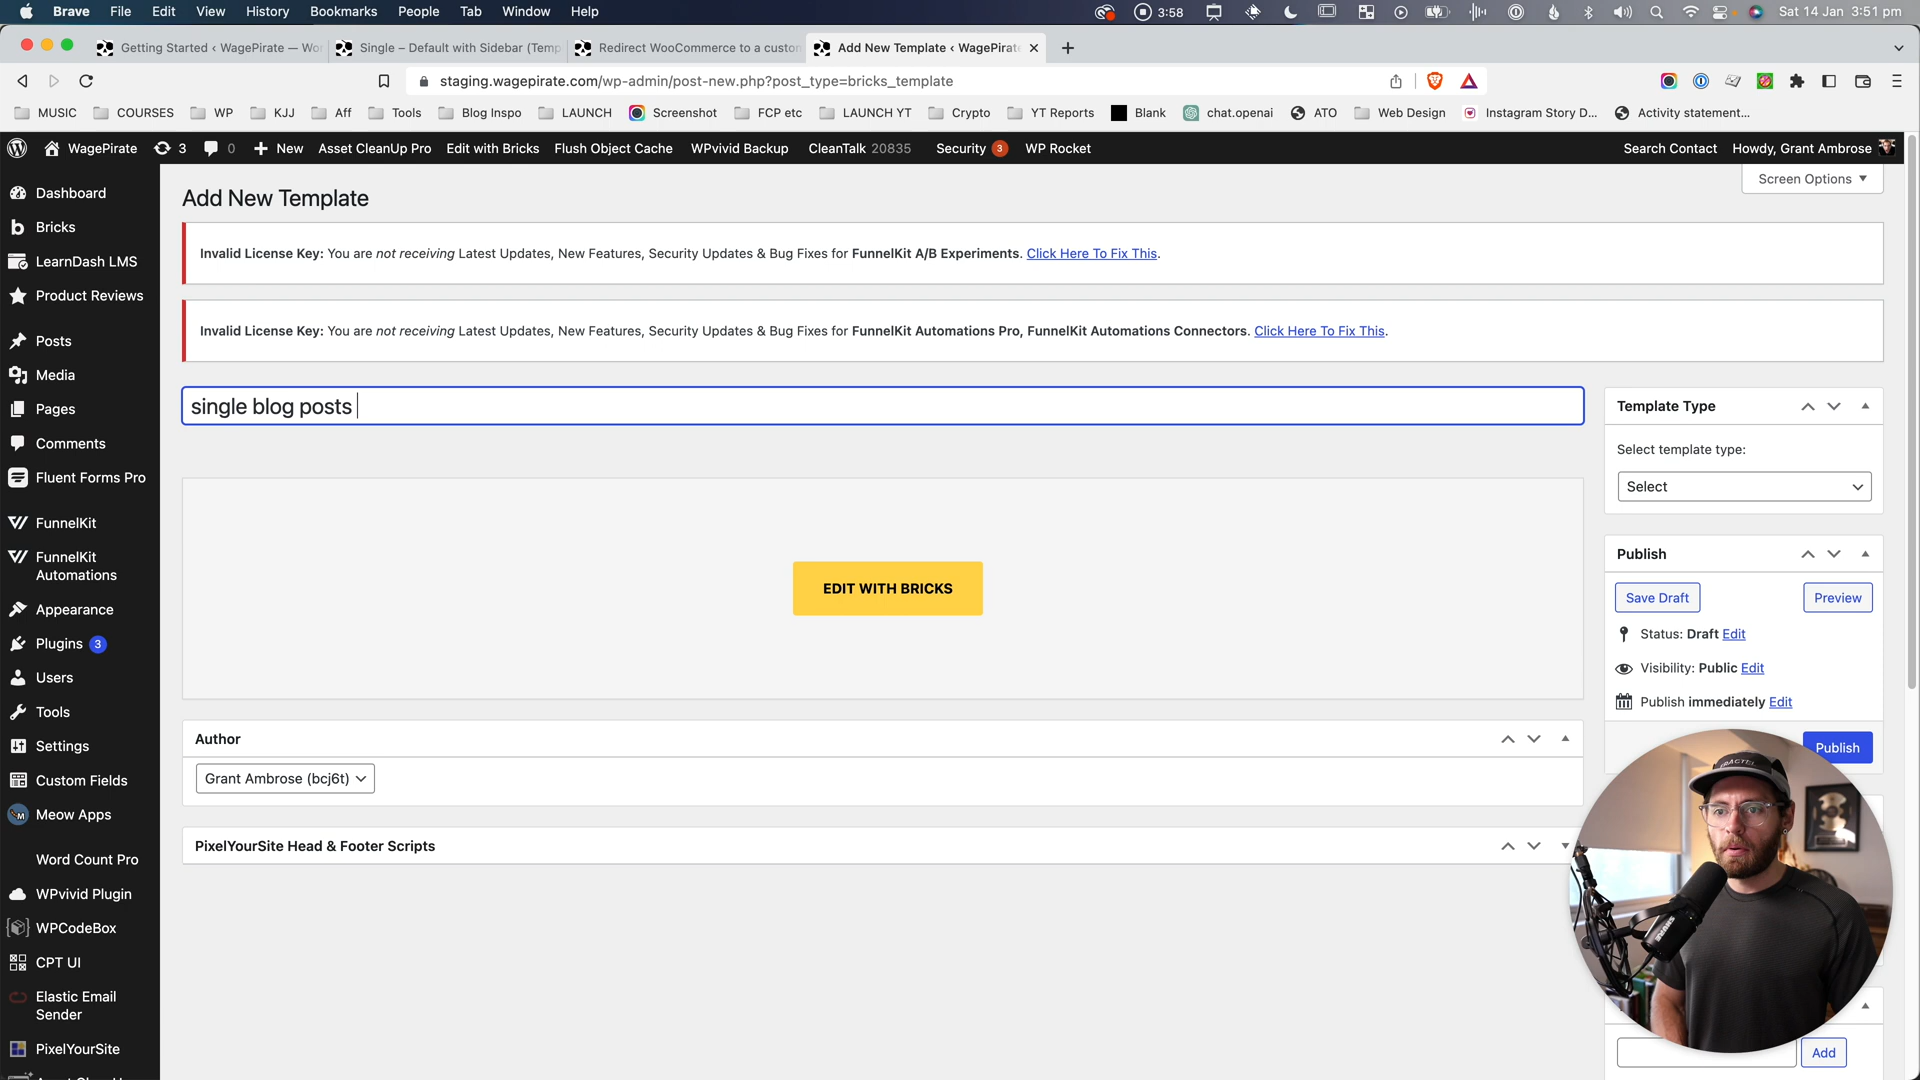 Brave File Edit View History Bookmarks People Tab Window Help 3:58 Sat 14 Jan 3:51 pm
Getting Started ‹ WagePirate — Wo Single – Default with Sidebar (Temp Redirect WooCommerce to a custon Add New Template ‹ WagePirate
staging.wagepirate.com/wp-admin/post-new.php?post_type=bricks_template
MUSIC COURSES WP KJJ Aff Tools Blog Inspo LAUNCH Screenshot FCP etc LAUNCH YT Crypto YT Reports Blank chat.openai ATO Web Design Instagram Story D... Activity statement...
WagePirate 3 0 New Asset CleanUp Pro Edit with Bricks Flush Object Cache WPvivid Backup CleanTalk 20835 Security 3 WP Rocket Search Contact Howdy, Grant Ambrose
Screen Options
Dashboard
Bricks
LearnDash LMS
Product Reviews
Posts
Media
Pages
Comments
Fluent Forms Pro
FunnelKit
FunnelKit
Automations
Appearance
Plugins 3
Users
Tools
Settings
Custom Fields
Meow Apps
Word Count Pro
WPvivid Plugin
WPCodeBox
CPT UI
Elastic Email
Sender
PixelYourSite
Add New Template
Invalid License Key: You are not receiving Latest Updates, New Features, Security Updates & Bug Fixes for FunnelKit A/B Experiments. Click Here To Fix This.
Invalid License Key: You are not receiving Latest Updates, New Features, Security Updates & Bug Fixes for FunnelKit Automations Pro, FunnelKit Automations Connectors. Click Here To Fix This.
single blog posts
EDIT WITH BRICKS
Author
Grant Ambrose (bcj6t)
PixelYourSite Head & Footer Scripts
Template Type
Select template type:
Select
Publish
Save Draft Preview
Status: Draft Edit
Visibility: Public Edit
Publish immediately Edit
Publish
FRACTEL
SHURE
Add